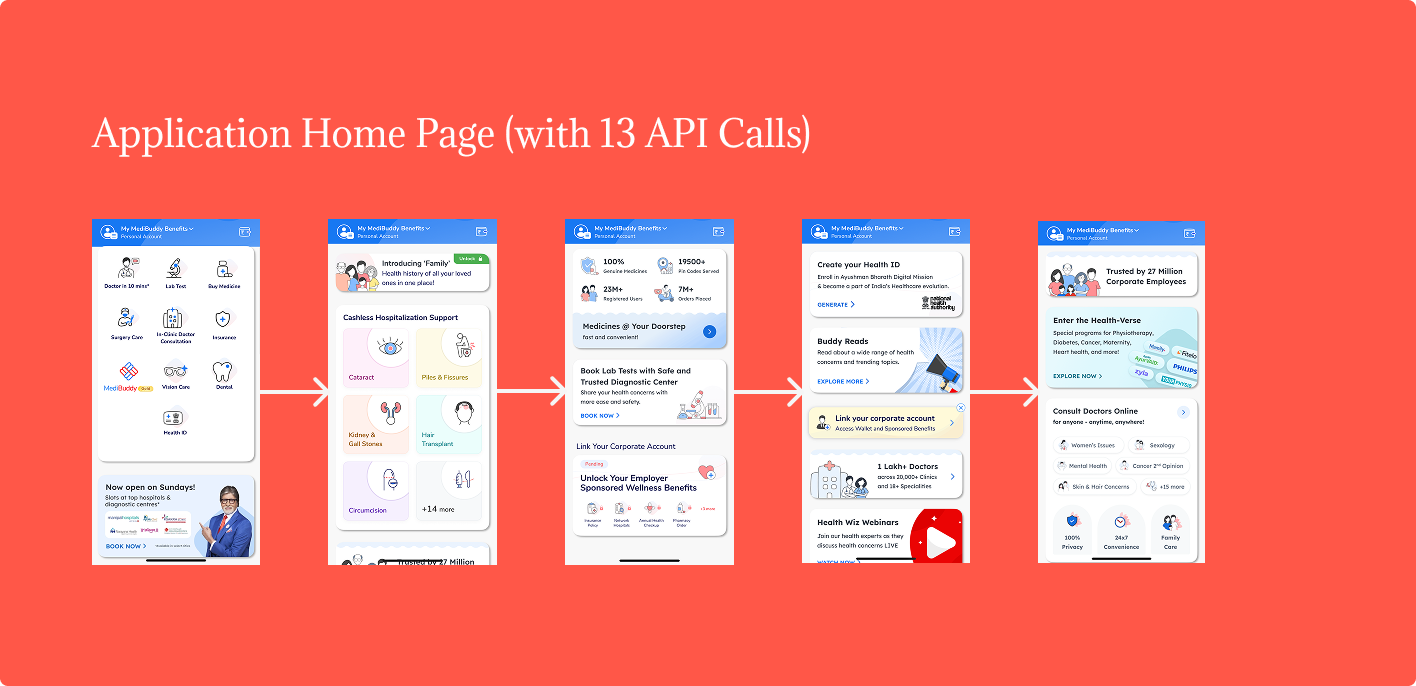 Application Home Page (with 13 API Calls)
My MediBuddy Benefits
Personal Account
Doctor in 10 mins*
Lab Test
Buy Medicine
Surgery Care
In-Clinic Doctor
Consultation
Insurance
MediBuddy Gold
Vision Care
Dental
Health ID
Now open on Sundays!
Slots at top hospitals &
diagnostic centres*
BOOK NOW
My MediBuddy Benefits
Personal Account
Unlock
Introducing 'Family'
Health history of all your loved
ones in one place!
Cashless Hospitalization Support
Cataract
Piles & Fissures
Kidney &
Gall Stones
Hair
Transplant
Circumcision
+14 more
Trusted by 27 Million
My MediBuddy Benefits
Personal Account
100%
Genuine Medicines
19500+
Pin Codes Served
23M+
Registered Users
7M+
Orders Placed
Medicines @ Your Doorstep
fast and convenient!
Book Lab Tests with Safe and
Trusted Diagnostic Center
Share your health concerns with
more ease and safety.
BOOK NOW
Link Your Corporate Account
Pending
Unlock Your Employer
Sponsored Wellness Benefits
Insurance
Policy
Network
Hospitals
Annual Health
Checkup
Pharmacy
Order
+3 more
My MediBuddy Benefits
Personal Account
Create your Health ID
Enroll in Ayushman Bharath Digital Mission
& become a part of India's Healthcare evolution.
GENERATE
national
health
authority
Buddy Reads
Read about a wide range of health
concerns and trending topics.
EXPLORE MORE
Link your corporate account
Access Wallet and Sponsored Benefits
1 Lakh+ Doctors
across 20,000+ Clinics
and 18+ Specialities
Health Wiz Webinars
Join our health experts as they
discuss health concerns LIVE
WATCH NOW
My MediBuddy Benefits
Personal Account
Trusted by 27 Million
Corporate Employees
Enter the Health-Verse
Special programs for Physiotherapy,
Diabetes, Cancer, Maternity,
Heart health, and more!
Fitelo
PHILIPS
zyla
EXPLORE NOW
Consult Doctors Online
for anyone - anytime, anywhere!
Women's Issues
Sexology
Mental Health
Cancer 2nd Opinion
Skin & Hair Concerns
+15 more
100%
Privacy
24x7
Convenience
Family
Care